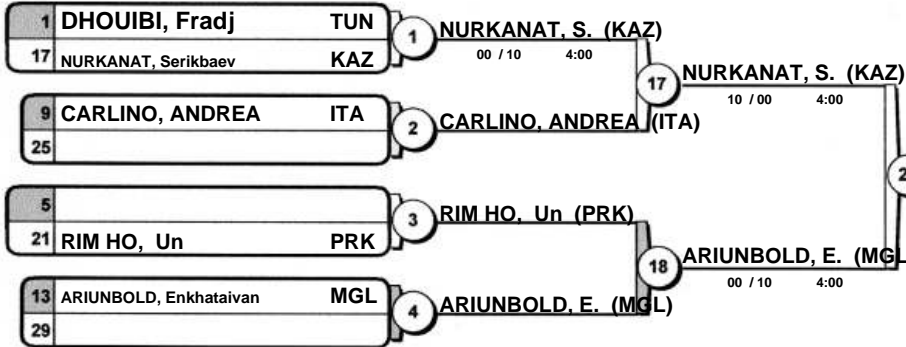 1 DHOUIBI, Fradj TUN
17 NURKANAT, Serikbaev KAZ
1 NURKANAT, S. (KAZ)
00 / 10 4:00
9 CARLINO, ANDREA ITA
25
2 CARLINO, ANDREA (ITA)
17 NURKANAT, S. (KAZ)
10 / 00 4:00
5
21 RIM HO, Un PRK
3 RIM HO, Un (PRK)
13 ARIUNBOLD, Enkhataivan MGL
29
4 ARIUNBOLD, E. (MGL)
18 ARIUNBOLD, E. (MGL
00 / 10 4:00